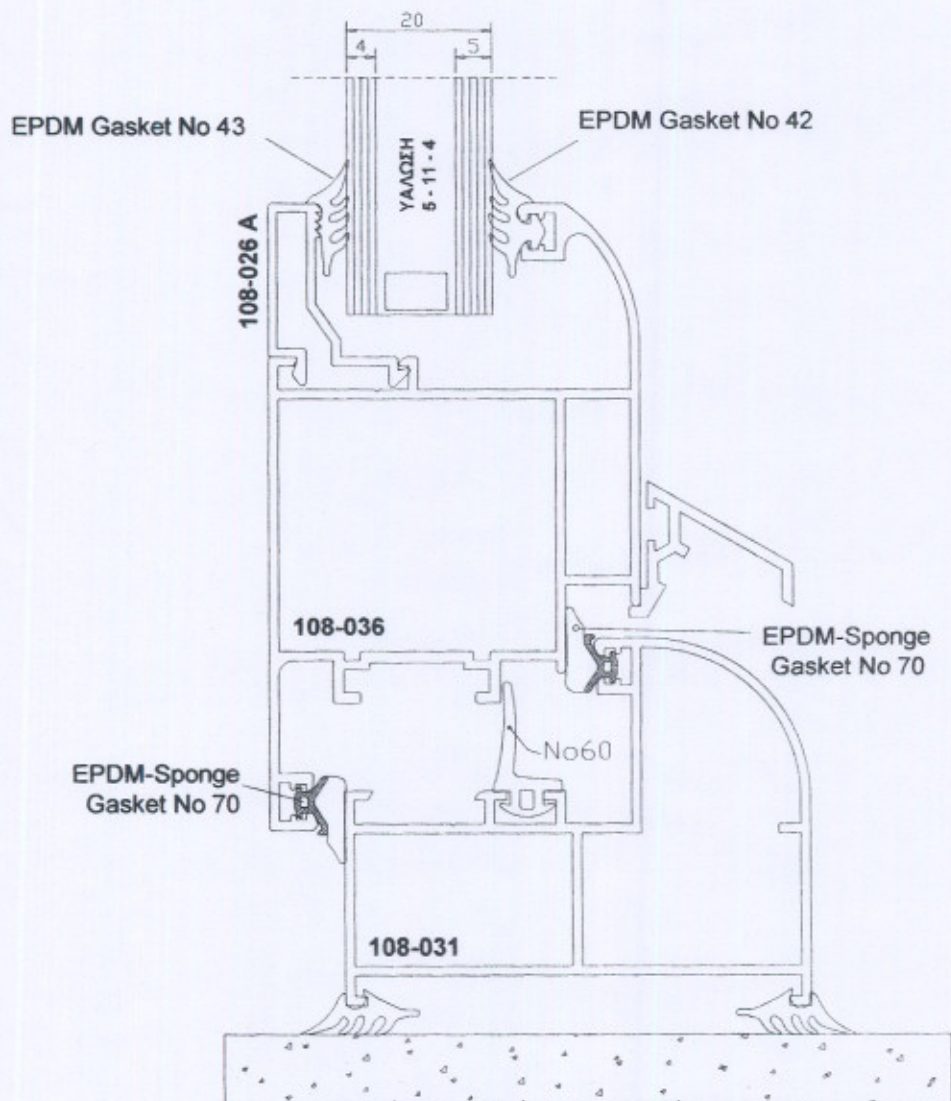 20
4
5
EPDM Gasket No 43
EPDM Gasket No 42
ΥΑΛΩΣΗ
5 - 11 - 4
108-026 A
108-036
EPDM-Sponge
Gasket No 70
No60
EPDM-Sponge
Gasket No 70
108-031